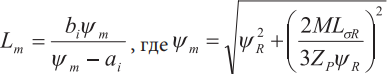 L_m = \frac{b_i \psi_m}{\psi_m - a_i}, где \psi_m = \sqrt{\psi_R^2 + \left( \frac{2ML_{\sigma R}}{3Z_P \psi_R} \right)^2}